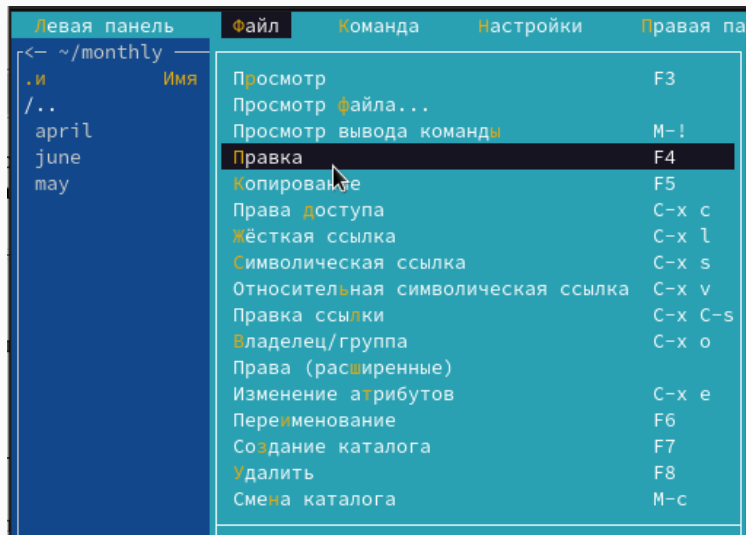 Левая панель Файл Команда Настройки Правая па
<— ~/monthly
.и Имя
/..
april
june
may
Просмотр F3
Просмотр файла...
Просмотр вывода команды M-!
Правка F4
Копирование F5
Права доступа C-x c
Жёсткая ссылка C-x l
Символическая ссылка C-x s
Относительная символическая ссылка C-x v
Правка ссылки C-x C-s
Владелец/группа C-x o
Права (расширенные)
Изменение атрибутов C-x e
Переименование F6
Создание каталога F7
Удалить F8
Смена каталога M-c